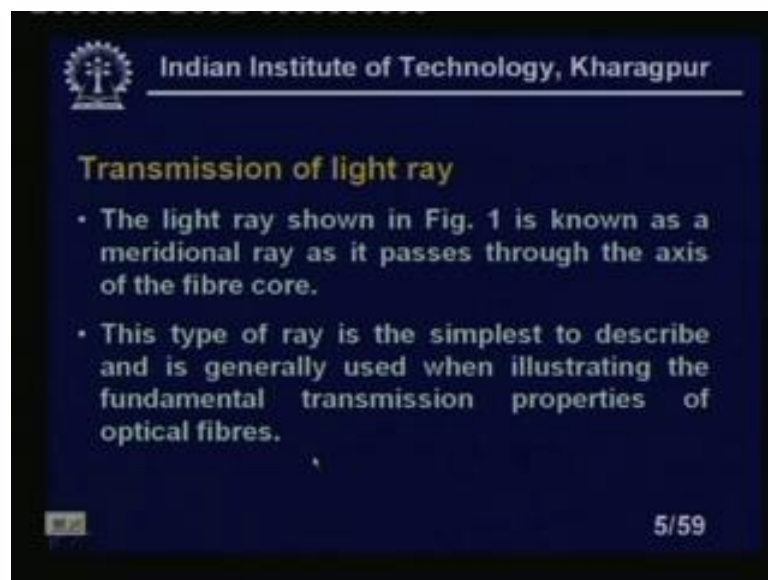 Indian Institute of Technology, Kharagpur
Transmission of light ray
• The light ray shown in Fig. 1 is known as a
meridional ray as it passes through the axis
of the fibre core.
• This type of ray is the simplest to describe
and is generally used when illustrating the
fundamental transmission properties of
optical fibres.
5/59